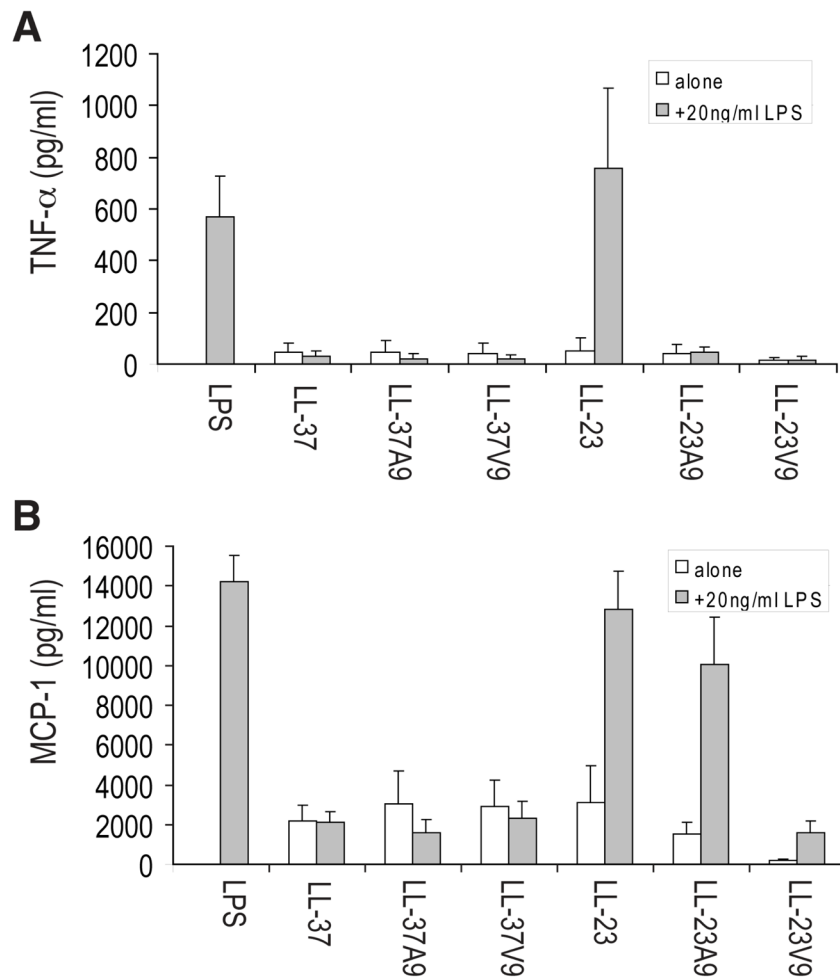 A
1200
1000
800
600
400
200
0
TNF-α (pg/ml)
alone
+20ng/ml LPS
LPS
LL-37
LL-37A9
LL-37V9
LL-23
LL-23A9
LL-23V9
B
16000
14000
12000
10000
8000
6000
4000
2000
0
MCP-1 (pg/ml)
alone
+20ng/ml LPS
LPS
LL-37
LL-37A9
LL-37V9
LL-23
LL-23A9
LL-23V9